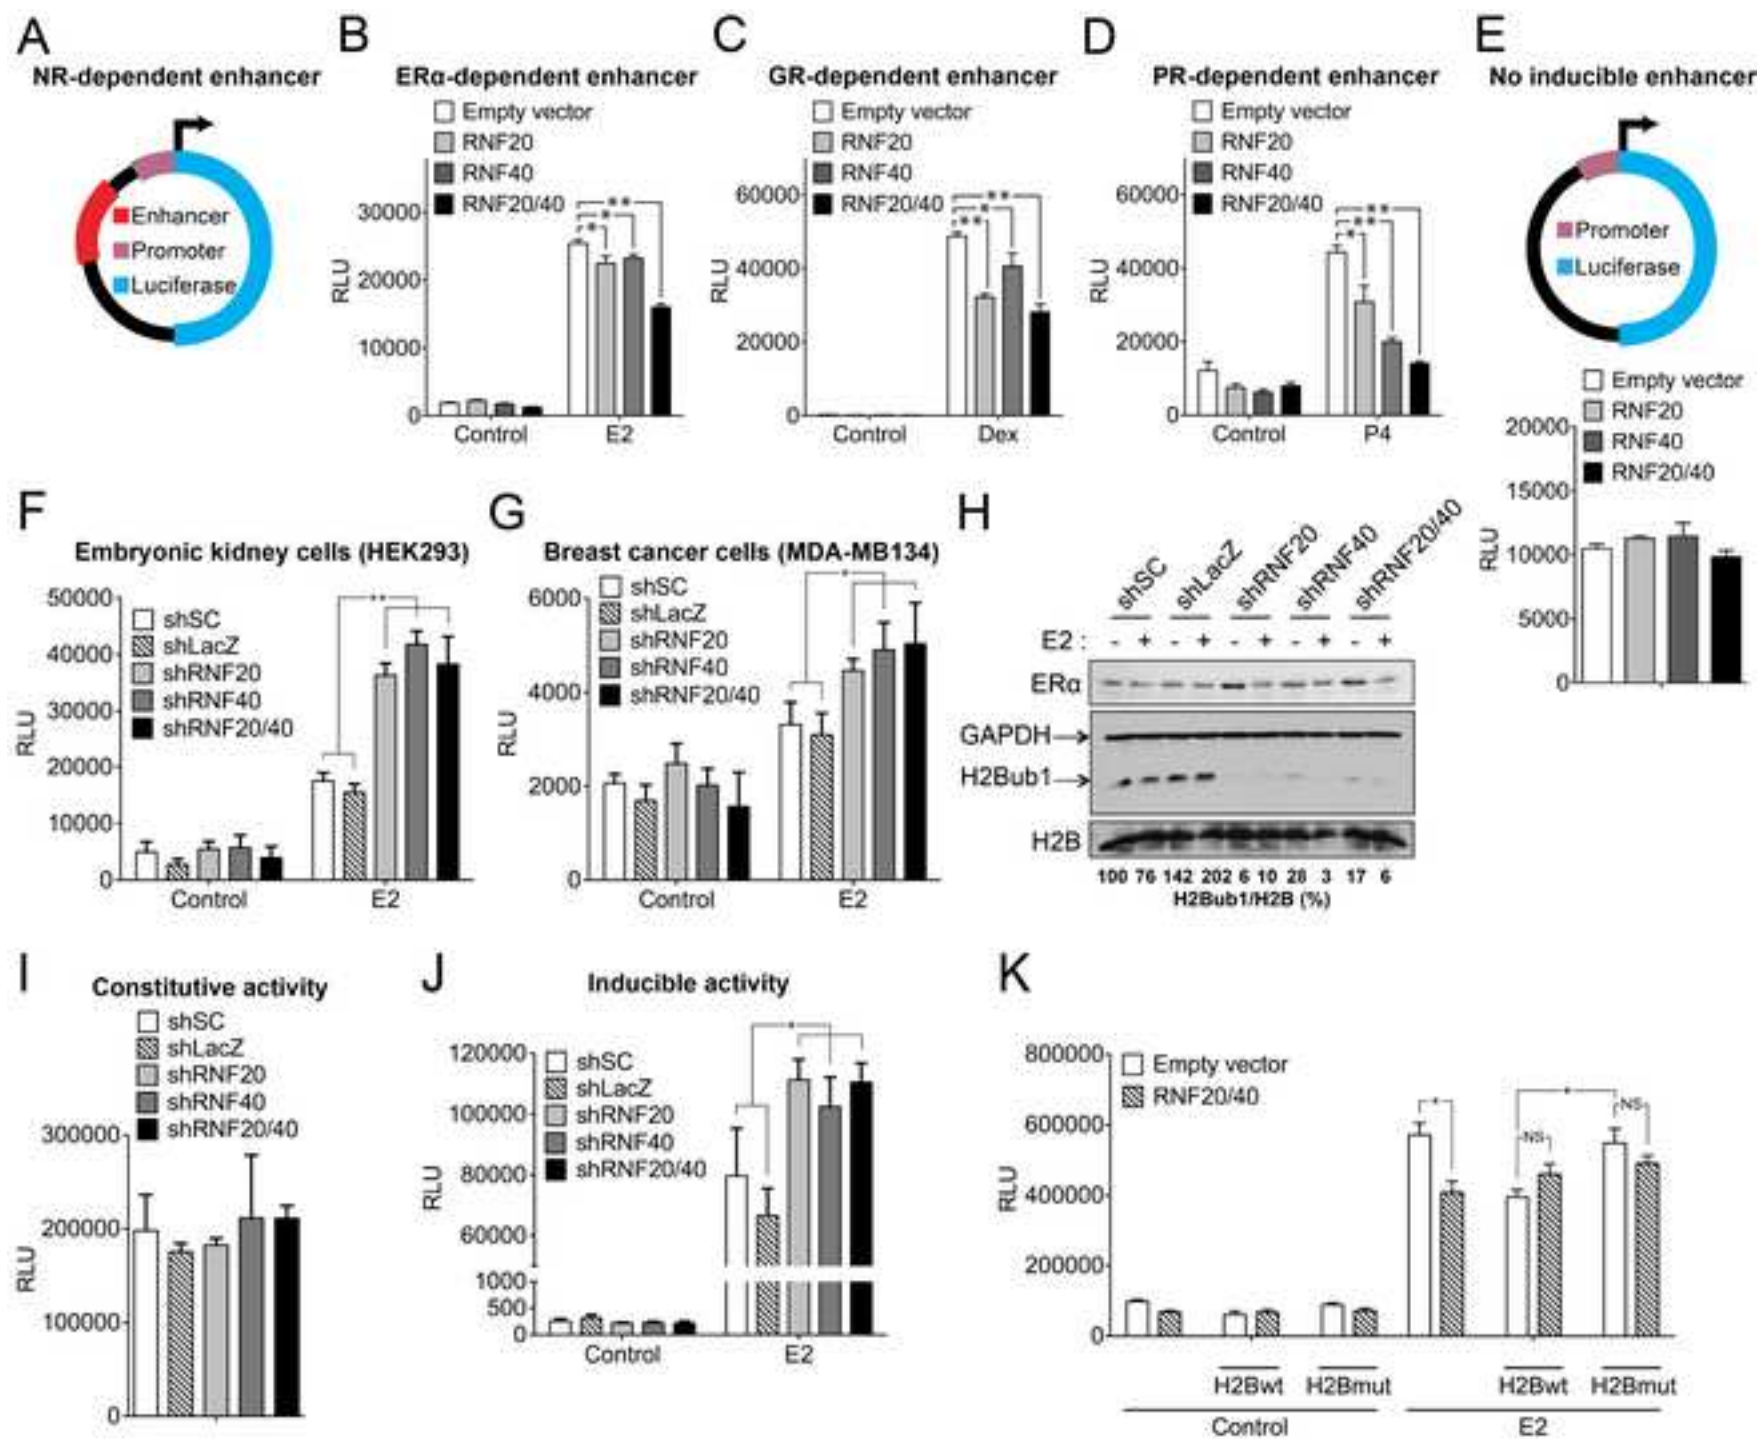 A
NR-dependent enhancer
Enhancer
Promoter
Luciferase
B
ERα-dependent enhancer
Empty vector
RNF20
RNF40
RNF20/40
RLU
30000
20000
10000
0
** 
*
*
Control
E2
C
GR-dependent enhancer
Empty vector
RNF20
RNF40
RNF20/40
RLU
60000
40000
20000
0
**
*
**
Control
Dex
D
PR-dependent enhancer
Empty vector
RNF20
RNF40
RNF20/40
RLU
60000
40000
20000
0
**
**
*
Control
P4
E
No inducible enhancer
Promoter
Luciferase
Empty vector
RNF20
RNF40
RNF20/40
RLU
20000
15000
10000
5000
0
F
Embryonic kidney cells (HEK293)
shSC
shLacZ
shRNF20
shRNF40
shRNF20/40
RLU
50000
40000
30000
20000
10000
0
**
Control
E2
G
Breast cancer cells (MDA-MB134)
shSC
shLacZ
shRNF20
shRNF40
shRNF20/40
RLU
6000
4000
2000
0
*
Control
E2
H
shSC
shLacZ
shRNF20
shRNF40
shRNF20/40
E2 : - + - + - + - + - +
ERα
GAPDH
H2Bub1
H2B
100 76 142 202 6 10 28 3 17 6
H2Bub1/H2B (%)
I
Constitutive activity
shSC
shLacZ
shRNF20
shRNF40
shRNF20/40
RLU
300000
200000
100000
0
J
Inducible activity
shSC
shLacZ
shRNF20
shRNF40
shRNF20/40
RLU
120000
100000
80000
60000
1000
500
0
*
Control
E2
K
Empty vector
RNF20/40
RLU
800000
600000
400000
200000
0
*
NS
*
NS
H2Bwt
H2Bmut
H2Bwt
H2Bmut
Control
E2